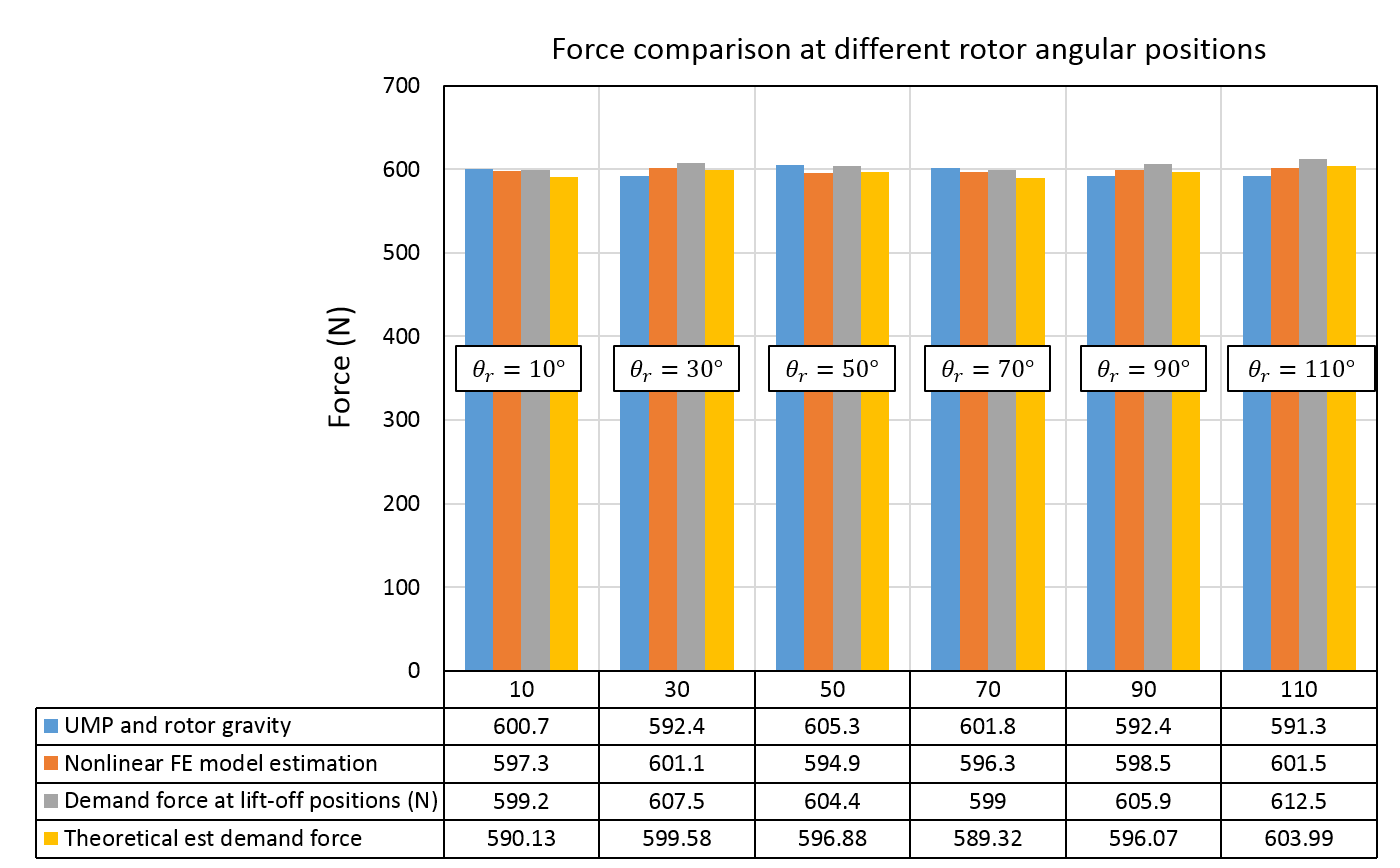 Force comparison at different rotor angular positions
700
600
500
400
300
200
100
0
Force (N)
θr = 10° θr = 30° θr = 50° θr = 70° θr = 90° θr = 110°
10 30 50 70 90 110
UMP and rotor gravity 600.7 592.4 605.3 601.8 592.4 591.3
Nonlinear FE model estimation 597.3 601.1 594.9 596.3 598.5 601.5
Demand force at lift-off positions (N) 599.2 607.5 604.4 599 605.9 612.5
Theoretical est demand force 590.13 599.58 596.88 589.32 596.07 603.99